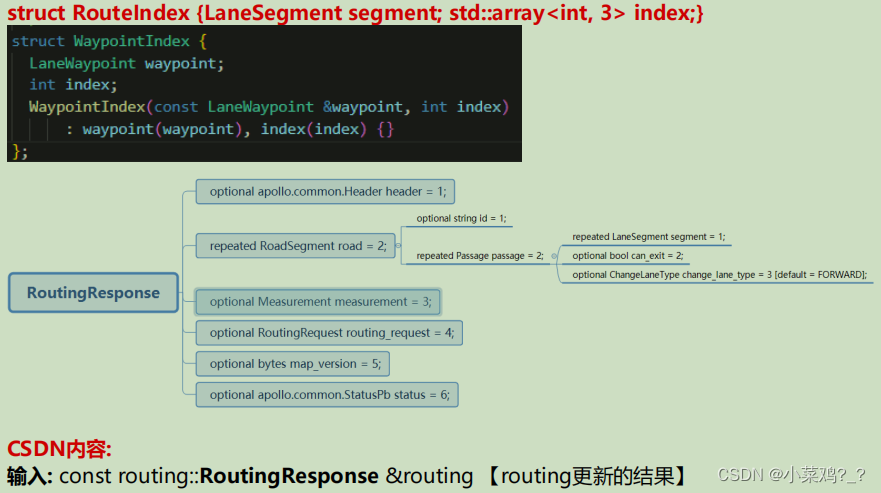 struct RouteIndex {LaneSegment segment; std::array<int, 3> index;}
struct WaypointIndex {
LaneWaypoint waypoint;
int index;
WaypointIndex(const LaneWaypoint &waypoint, int index)
: waypoint(waypoint), index(index) {}
};
RoutingResponse
optional apollo.common.Header header = 1;
repeated RoadSegment road = 2;
optional string id = 1;
repeated Passage passage = 2;
repeated LaneSegment segment = 1;
optional bool can_exit = 2;
optional ChangeLaneType change_lane_type = 3 [default = FORWARD];
optional Measurement measurement = 3;
optional RoutingRequest routing_request = 4;
optional bytes map_version = 5;
optional apollo.common.StatusPb status = 6;
CSDN内容:
输入: const routing::RoutingResponse &routing 【routing更新的结果】
CSDN @小菜鸡?_?